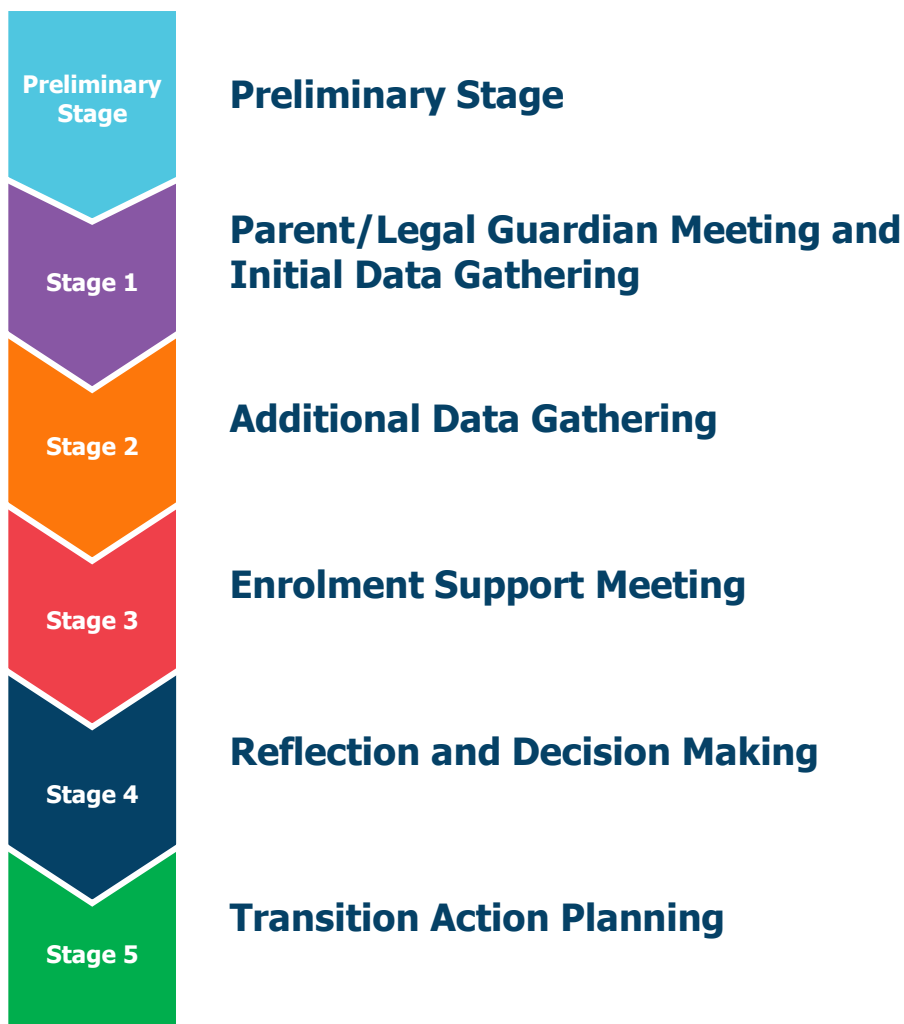 Preliminary
Stage
Preliminary Stage
Stage 1
Parent/Legal Guardian Meeting and
Initial Data Gathering
Stage 2
Additional Data Gathering
Stage 3
Enrolment Support Meeting
Stage 4
Reflection and Decision Making
Stage 5
Transition Action Planning